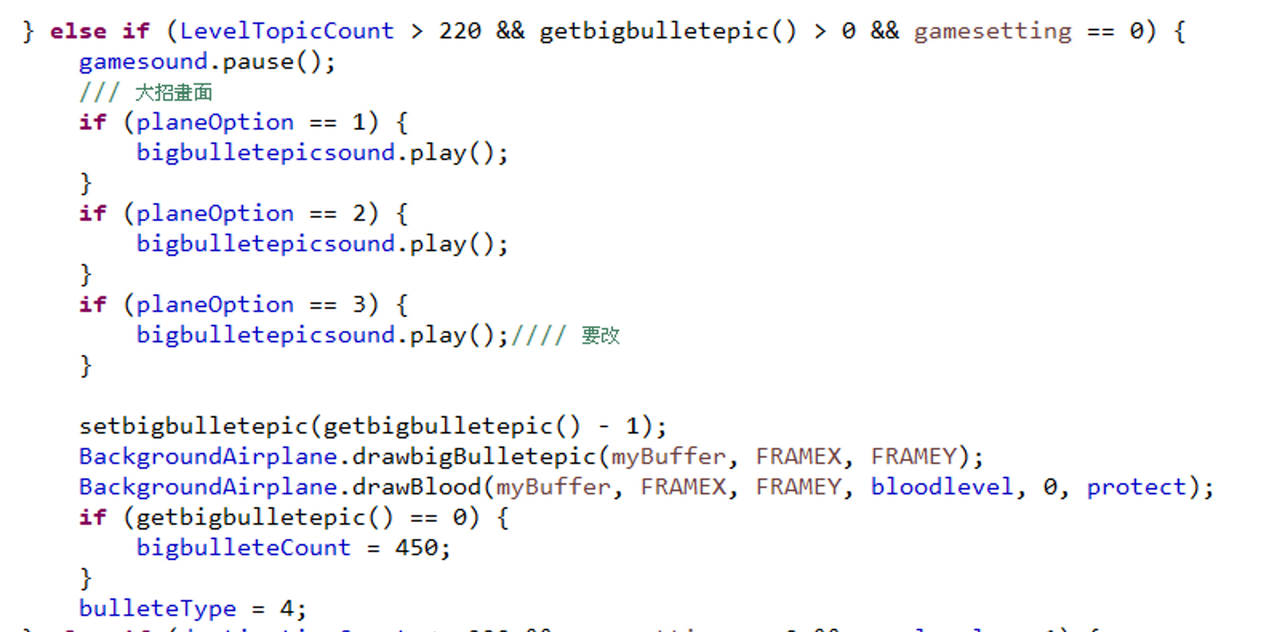 } else if (LevelTopicCount > 220 && getbigbulletepic() > 0 && gamesetting == 0) {
gamesound.pause();
/// 大招畫面
if (planeOption == 1) {
bigbulletepicsound.play();
}
if (planeOption == 2) {
bigbulletepicsound.play();
}
if (planeOption == 3) {
bigbulletepicsound.play();//// 要改
}
setbigbulletepic(getbigbulletepic() - 1);
BackgroundAirplane.drawbigBulletepic(myBuffer, FRAMEX, FRAMEY);
BackgroundAirplane.drawBlood(myBuffer, FRAMEX, FRAMEY, bloodlevel, 0, protect);
if (getbigbulletepic() == 0) {
bigbulleteCount = 450;
}
bulleteType = 4;